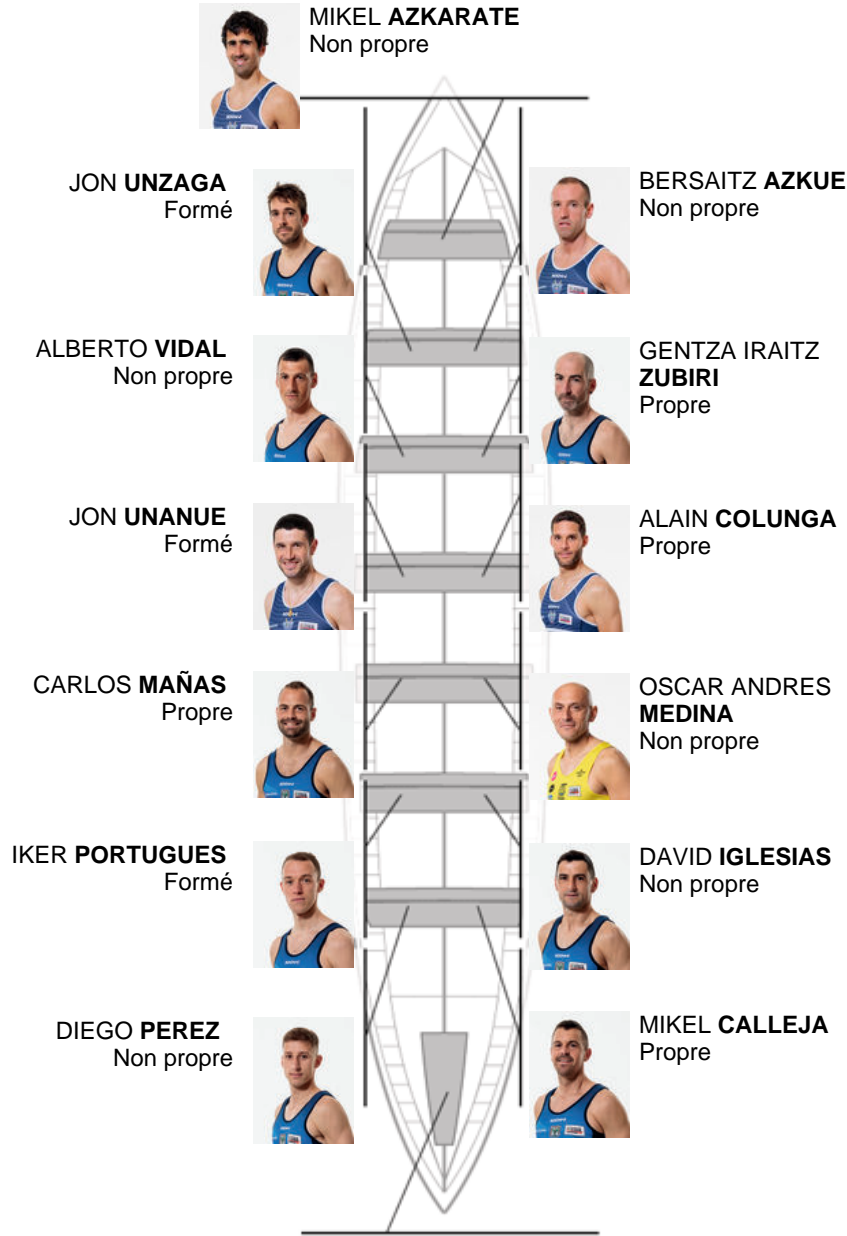 MIKEL AZKARATE
Non propre
JON UNZAGA
Formé
BERSAITZ AZKUE
Non propre
ALBERTO VIDAL
Non propre
GENTZA IRAITZ
ZUBIRI
Propre
JON UNANUE
Formé
ALAIN COLUNGA
Propre
CARLOS MAÑAS
Propre
OSCAR ANDRES
MEDINA
Non propre
IKER PORTUGUES
Formé
DAVID IGLESIAS
Non propre
DIEGO PEREZ
Non propre
MIKEL CALLEJA
Propre